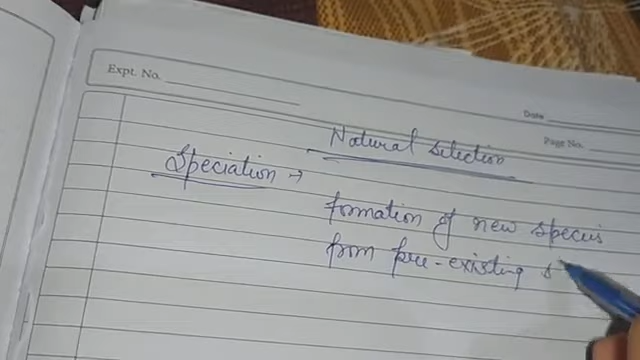 Expt. No.
Date
Page No.
Natural Selection
Speciation →
formation of new species
from pre-existing s